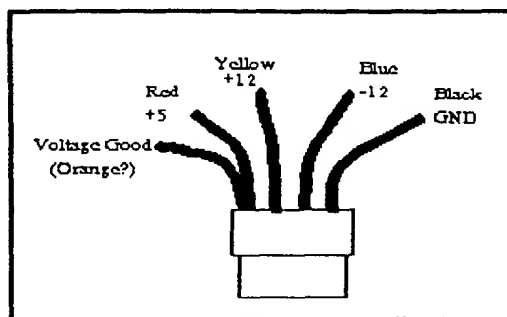 Voltage Good
(Orange?)
Red
+5
Yellow
+12
Blue
-12
Black
GND